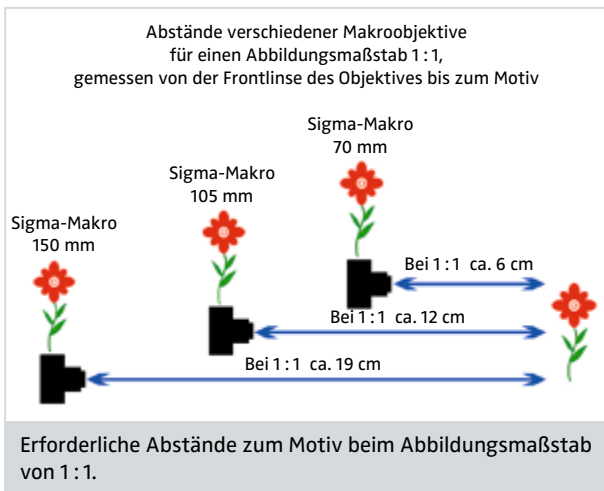 Abstände verschiedener Makroobjektive
für einen Abbildungsmaßstab 1 : 1,
gemessen von der Frontlinse des Objektives bis zum Motiv
Sigma-Makro
70 mm
Sigma-Makro
105 mm
Sigma-Makro
150 mm
Bei 1 : 1 ca. 6 cm
Bei 1 : 1 ca. 12 cm
Bei 1 : 1 ca. 19 cm
Erforderliche Abstände zum Motiv beim Abbildungsmaßstab
von 1 : 1.